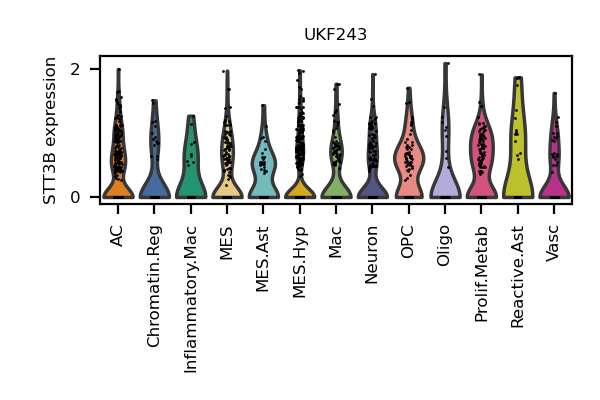 UKF243
STT3B expression
2
0
AC
Chromatin.Reg
Inflammatory.Mac
MES
MES.Ast
MES.Hyp
Mac
Neuron
OPC
Oligo
Prolif.Metab
Reactive.Ast
Vasc